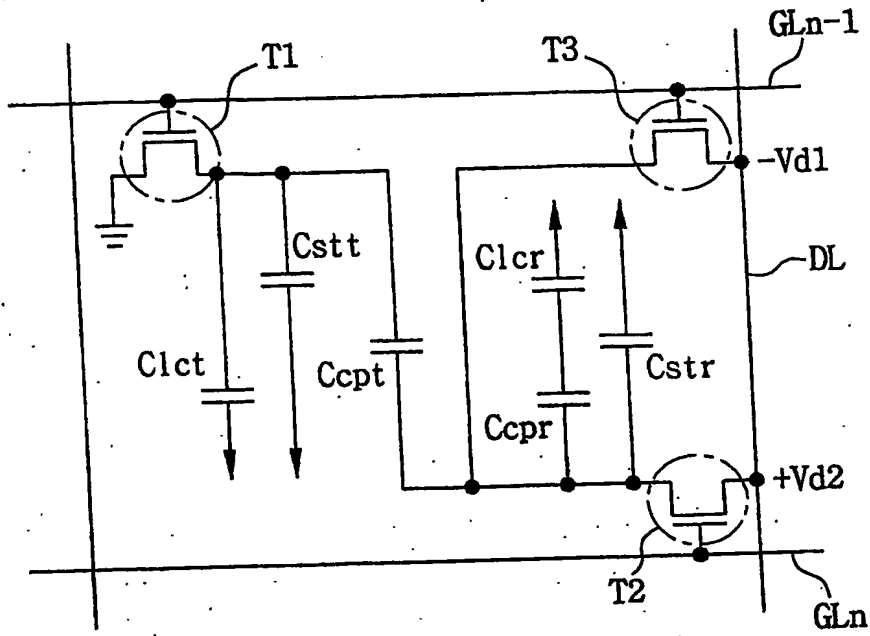 GLn-1
T1
T3
-Vd1
Cstt
Clcr
DL
Clct
Ccpt
Cstr
Ccpr
+Vd2
T2
GLn